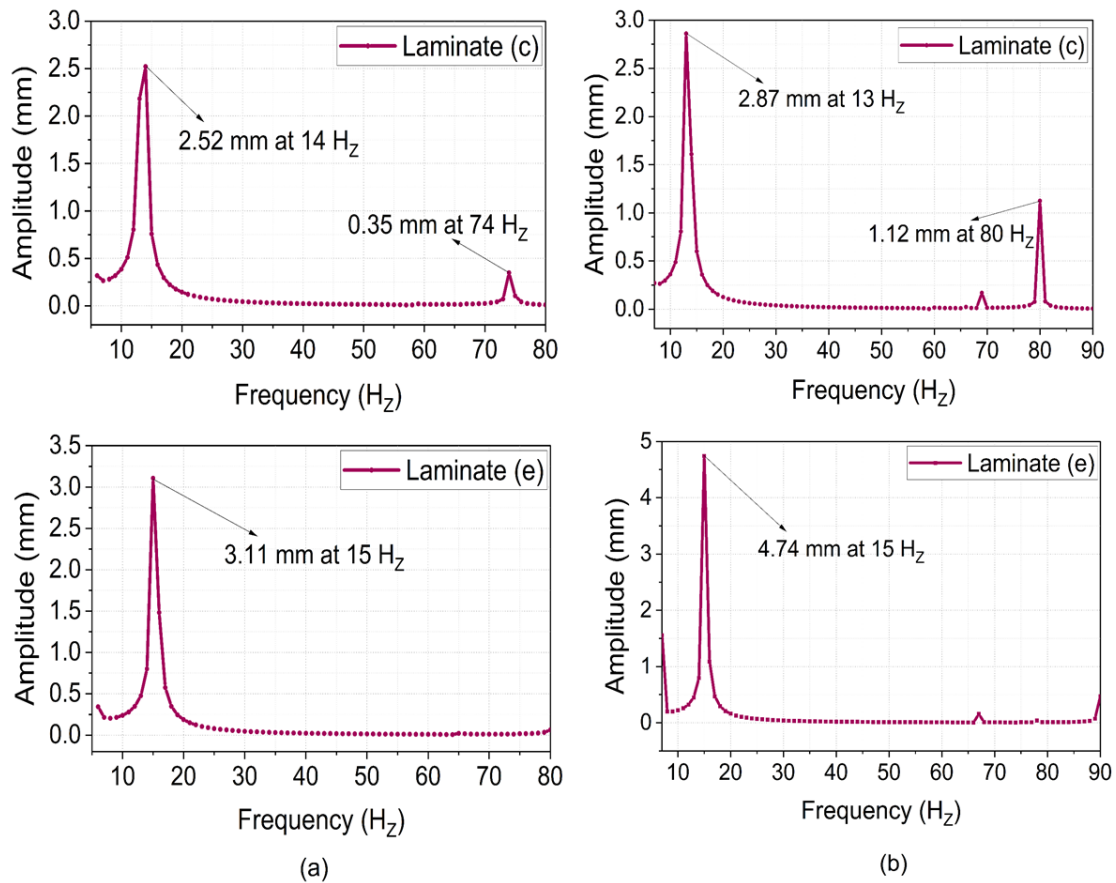 3.0
2.5
2.0
1.5
1.0
0.5
0.0
Amplitude (mm)
Laminate (c)
2.52 mm at 14 HZ
0.35 mm at 74 HZ
10 20 30 40 50 60 70 80
Frequency (HZ)
3.0
2.5
2.0
1.5
1.0
0.5
0.0
Amplitude (mm)
Laminate (c)
2.87 mm at 13 HZ
1.12 mm at 80 HZ
10 20 30 40 50 60 70 80 90
Frequency (HZ)
3.5
3.0
2.5
2.0
1.5
1.0
0.5
0.0
Amplitude (mm)
Laminate (e)
3.11 mm at 15 HZ
10 20 30 40 50 60 70 80
Frequency (HZ)
(a)
5
4
3
2
1
0
Amplitude (mm)
Laminate (e)
4.74 mm at 15 HZ
10 20 30 40 50 60 70 80 90
Frequency (HZ)
(b)